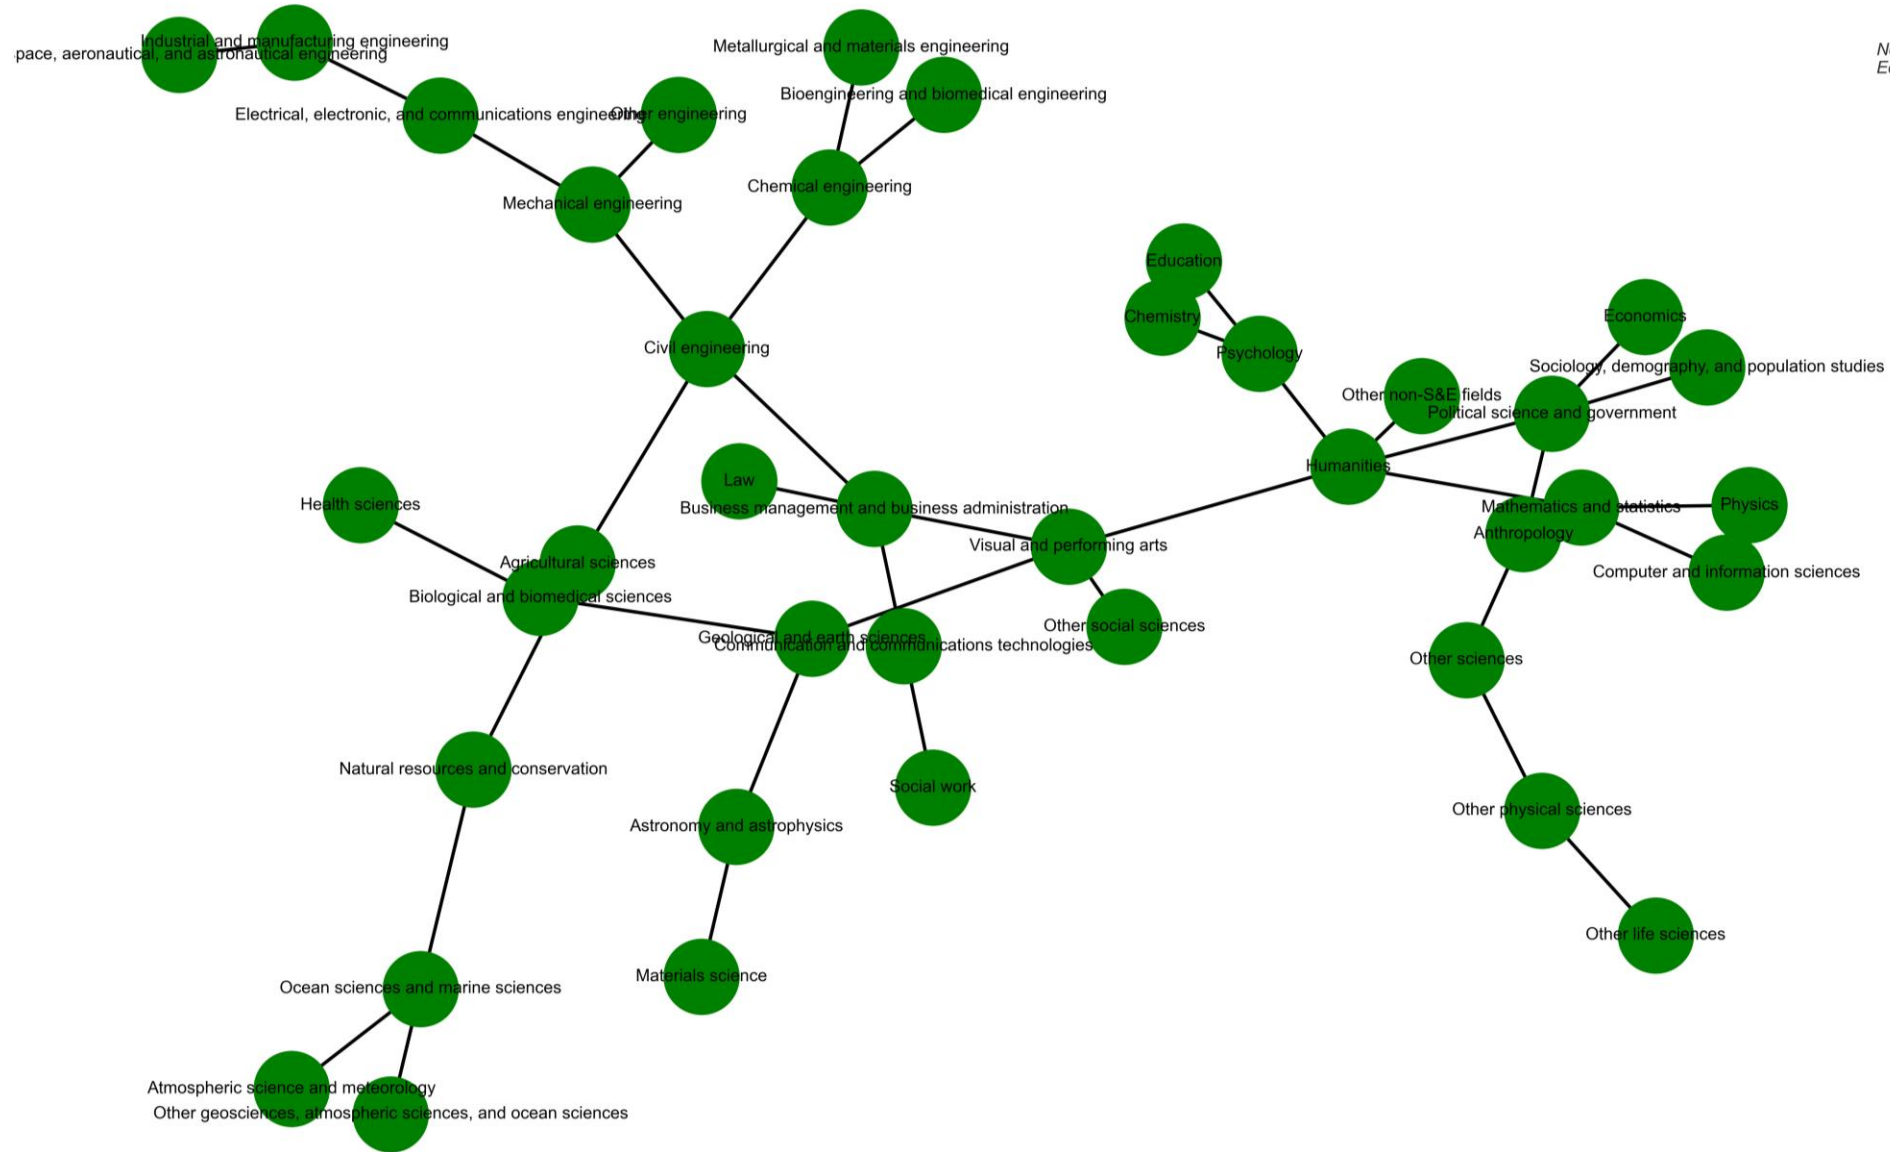 Industrial and manufacturing engineering
Metallurgical and materials engineering
pace, aeronautical, and astronautical engineering
Bioengineering and biomedical engineering
Electrical, electronic, and communications engineering
Other engineering
Chemical engineering
Mechanical engineering
Education
Economics
Chemistry
Civil engineering
Psychology
Sociology, demography, and population studies
Other non-S&E fields
Political science and government
Humanities
Law
Health sciences
Physics
Business management and business administration
Mathematics and statistics
Anthropology
Visual and performing arts
Agricultural sciences
Computer and information sciences
Biological and biomedical sciences
Other social sciences
Geological and earth sciences
Communication and communications technologies
Other sciences
Natural resources and conservation
Social work
Other physical sciences
Astronomy and astrophysics
Other life sciences
Materials science
Ocean sciences and marine sciences
Atmospheric science and meteorology
Other geosciences, atmospheric sciences, and ocean sciences